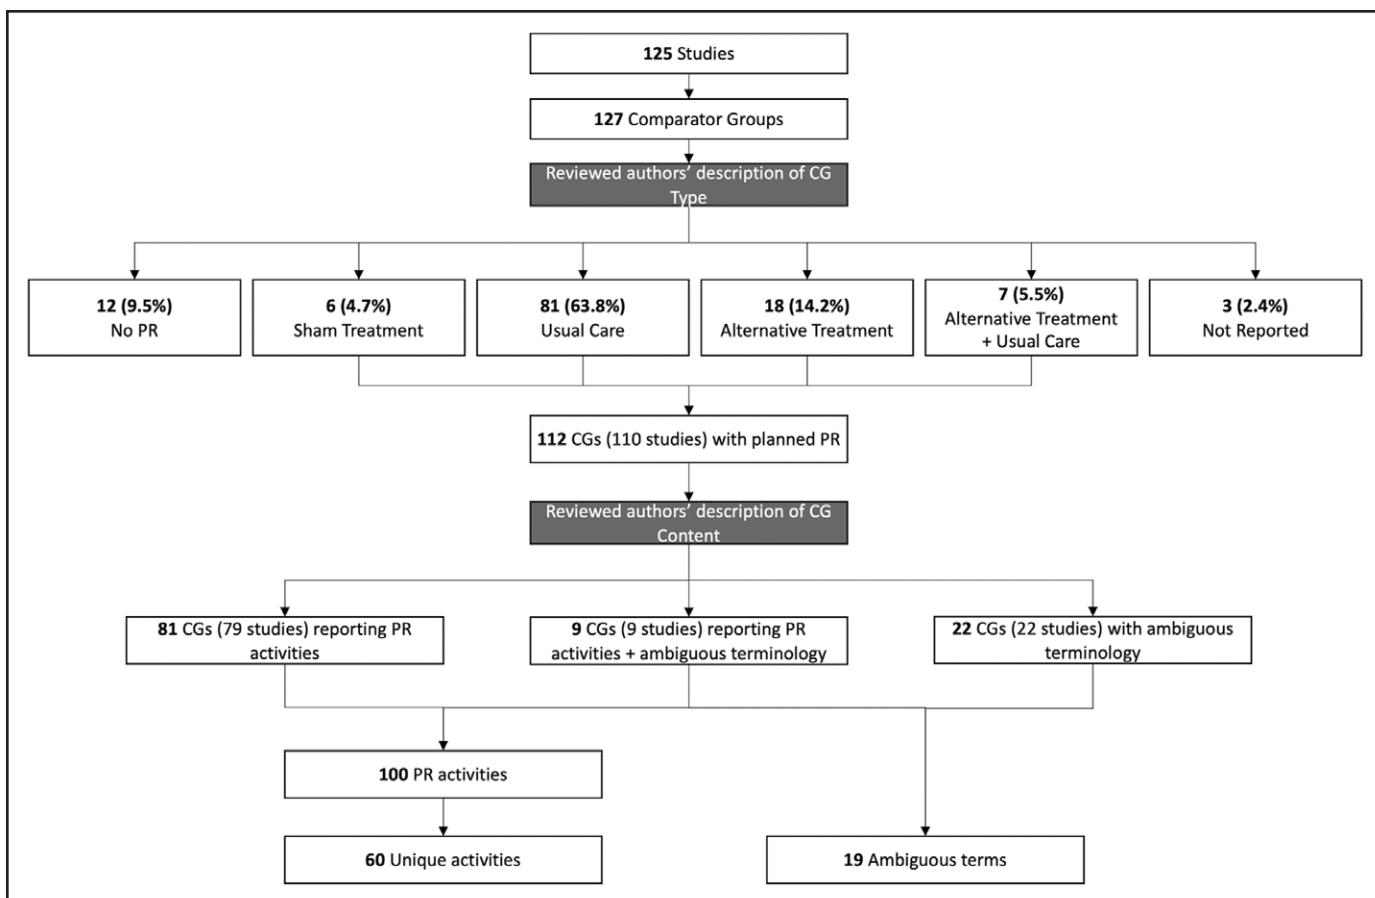 125 Studies
127 Comparator Groups
Reviewed authors’ description of CG
Type
12 (9.5%)
No PR
6 (4.7%)
Sham Treatment
81 (63.8%)
Usual Care
18 (14.2%)
Alternative Treatment
7 (5.5%)
Alternative Treatment
+ Usual Care
3 (2.4%)
Not Reported
112 CGs (110 studies) with planned PR
Reviewed authors’ description of CG
Content
81 CGs (79 studies) reporting PR
activities
9 CGs (9 studies) reporting PR
activities + ambiguous terminology
22 CGs (22 studies) with ambiguous
terminology
100 PR activities
60 Unique activities
19 Ambiguous terms